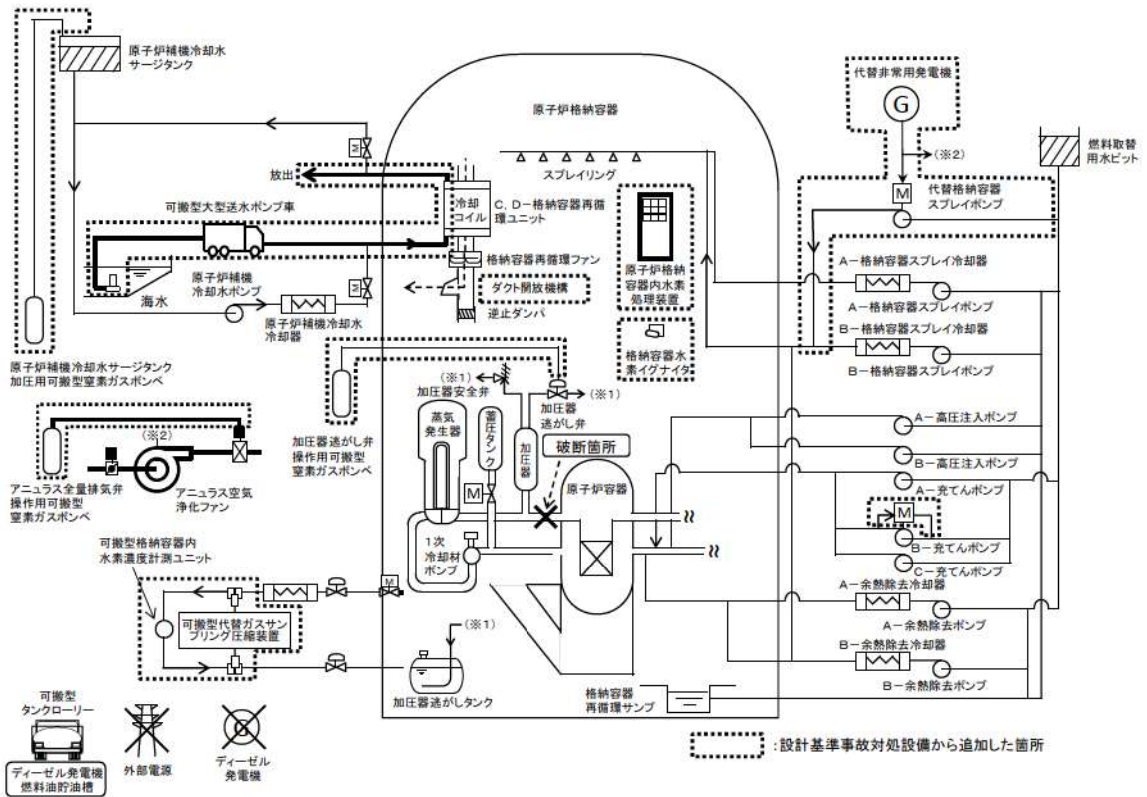 原子炉補機冷却水
サージタンク
放出
可搬型大型送水ポンプ車
海水
原子炉補機
冷却水ポンプ
原子炉補機冷却水
冷却器
M
M
原子炉補機冷却水サージタンク
加圧用可搬型窒素ガスボンベ
原子炉格納容器
スプレイリング
冷却
コイル
C,D-格納容器再循
環ユニット
格納容器再循環ファン
ダクト開放機構
逆止ダンパ
原子炉格納
容器内水素
処理装置
格納容器水
素イグナイタ
代替非常用発電機
G
(※2)
M
代替格納容器
スプレイポンプ
燃料取替
用水ピット
A-格納容器スプレイ冷却器
A-格納容器スプレイポンプ
B-格納容器スプレイ冷却器
B-格納容器スプレイポンプ
(※1)
加圧器安全弁
(※1)
加圧器
逃がし弁
加圧器逃がし弁
操作用可搬型
窒素ガスボンベ
蒸気
発生器
蓄圧タンク
加圧器
破断箇所
原子炉容器
M
1次
冷却材
ポンプ
(※2)
アニュラス全量排気弁
操作用可搬型
窒素ガスボンベ
アニュラス空気
浄化ファン
A-高圧注入ポンプ
B-高圧注入ポンプ
A-充てんポンプ
M
B-充てんポンプ
C-充てんポンプ
A-余熱除去冷却器
A-余熱除去ポンプ
B-余熱除去冷却器
B-余熱除去ポンプ
可搬型格納容器内
水素濃度計測ユニット
可搬型代替ガスサン
プリング圧縮装置
M
(※1)
加圧器逃がしタンク
格納容器
再循環サンプ
可搬型
タンクローリー
ディーゼル発電機
燃料油貯油槽
外部電源
G
ディーゼル
発電機
:設計基準事故対処設備から追加した箇所